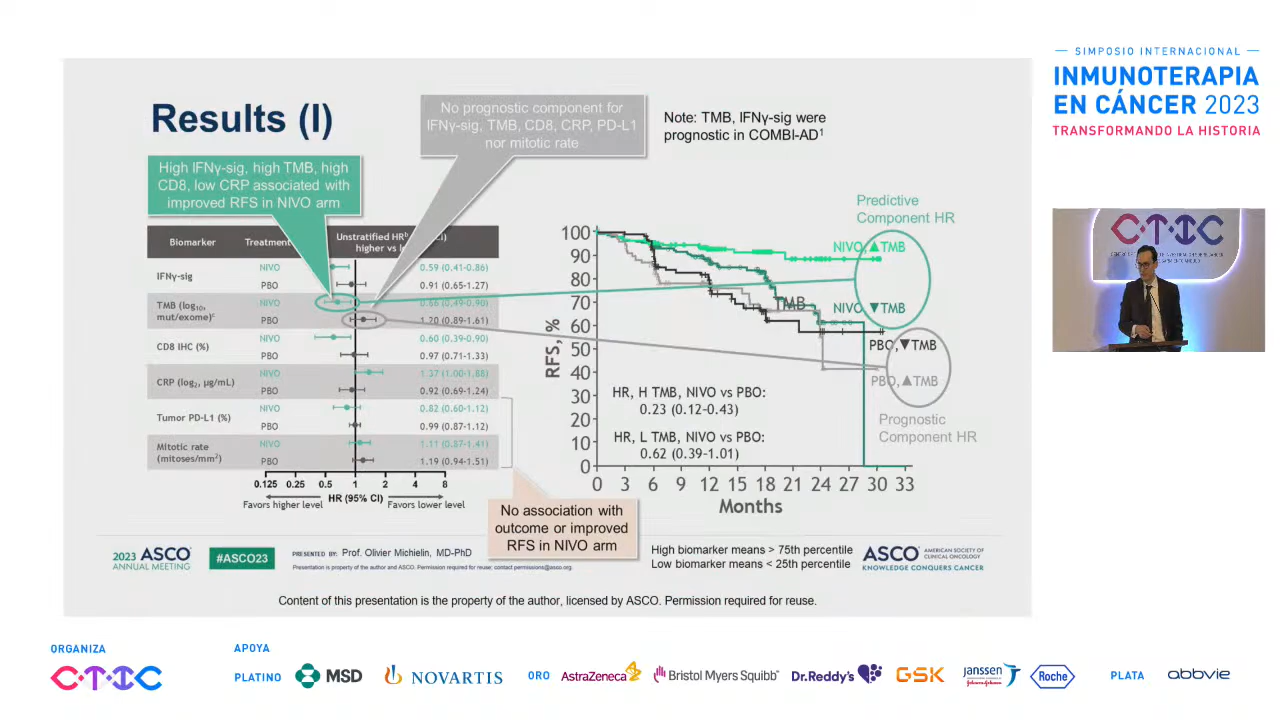 SIMPOSIO INTERNACIONAL
INMUNOTERAPIA
EN CÁNCER 2023
TRANSFORMANDO LA HISTORIA
Results (I)
No prognostic component for
IFNγ-sig, TMB, CD8, CRP, PD-L1
nor mitotic rate
Note: TMB, IFNγ-sig were
prognostic in COMBI-AD¹
High IFNγ-sig, high TMB, high
CD8, low CRP associated with
improved RFS in NIVO arm
Biomarker Treatment Unstratified HRᵇ
higher vs
IFNγ-sig
NIVO 0.59 (0.41-0.86)
PBO 0.91 (0.65-1.27)
TMB (log₁₀, mut/exome)ᶜ
NIVO 0.66 (0.49-0.90)
PBO 1.20 (0.89-1.61)
CD8 IHC (%)
NIVO 0.60 (0.39-0.90)
PBO 0.97 (0.71-1.33)
CRP (log₂, µg/mL)
NIVO 1.37 (1.00-1.88)
PBO 0.92 (0.69-1.24)
Tumor PD-L1 (%)
NIVO 0.82 (0.60-1.12)
PBO 0.99 (0.87-1.12)
Mitotic rate (mitoses/mm²)
NIVO 1.11 (0.87-1.41)
PBO 1.19 (0.94-1.51)
0.125 0.25 0.5 1 2 4 8
HR (95% CI)
Favors higher level Favors lower level
Predictive
Component HR
NIVO,▲TMB
NIVO ▼TMB
TMB
PBO,▼TMB
PBO,▲TMB
Prognostic
Component HR
RFS, %
100
90
80
70
60
50
40
30
20
10
0
HR, H TMB, NIVO vs PBO:
0.23 (0.12-0.43)
HR, L TMB, NIVO vs PBO:
0.62 (0.39-1.01)
0 3 6 9 12 15 18 21 24 27 30 33
Months
No association with
outcome or improved
RFS in NIVO arm
High biomarker means > 75th percentile
Low biomarker means < 25th percentile
2023 ASCO
ANNUAL MEETING
#ASCO23
PRESENTED BY: Prof. Olivier Michielin, MD-PhD
Presentation is property of the author and ASCO. Permission required for reuse; contact permissions@asco.org.
ASCO AMERICAN SOCIETY OF
CLINICAL ONCOLOGY
KNOWLEDGE CONQUERS CANCER
Content of this presentation is the property of the author, licensed by ASCO. Permission required for reuse.
CTIC
ORGANIZA
CTIC
APOYA
PLATINO MSD NOVARTIS
ORO AstraZeneca Bristol Myers Squibb Dr.Reddy's GSK janssen Johnson-Johnson Roche
PLATA abbvie